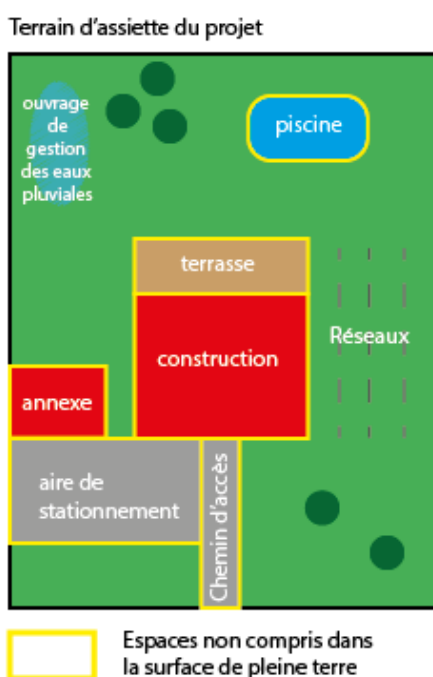 Terrain d'assiette du projet
ouvrage
de
gestion
des eaux
pluviales
piscine
terrasse
Réseaux
construction
annexe
aire de
stationnement
Chemin d'accès
Espaces non compris dans
la surface de pleine terre